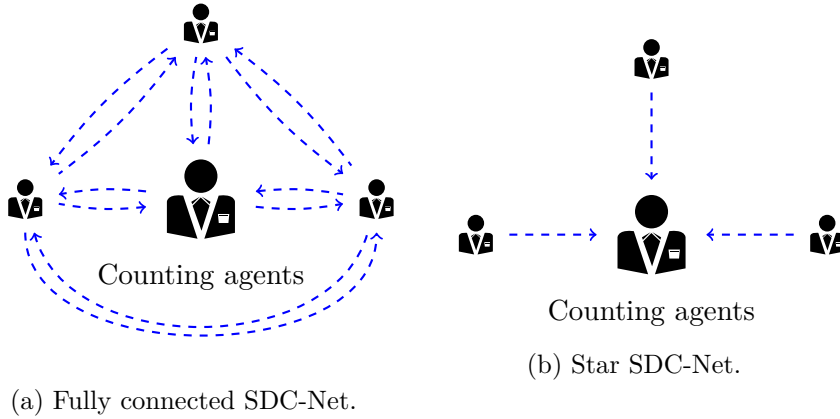 Counting agents
(a) Fully connected SDC-Net.
Counting agents
(b) Star SDC-Net.